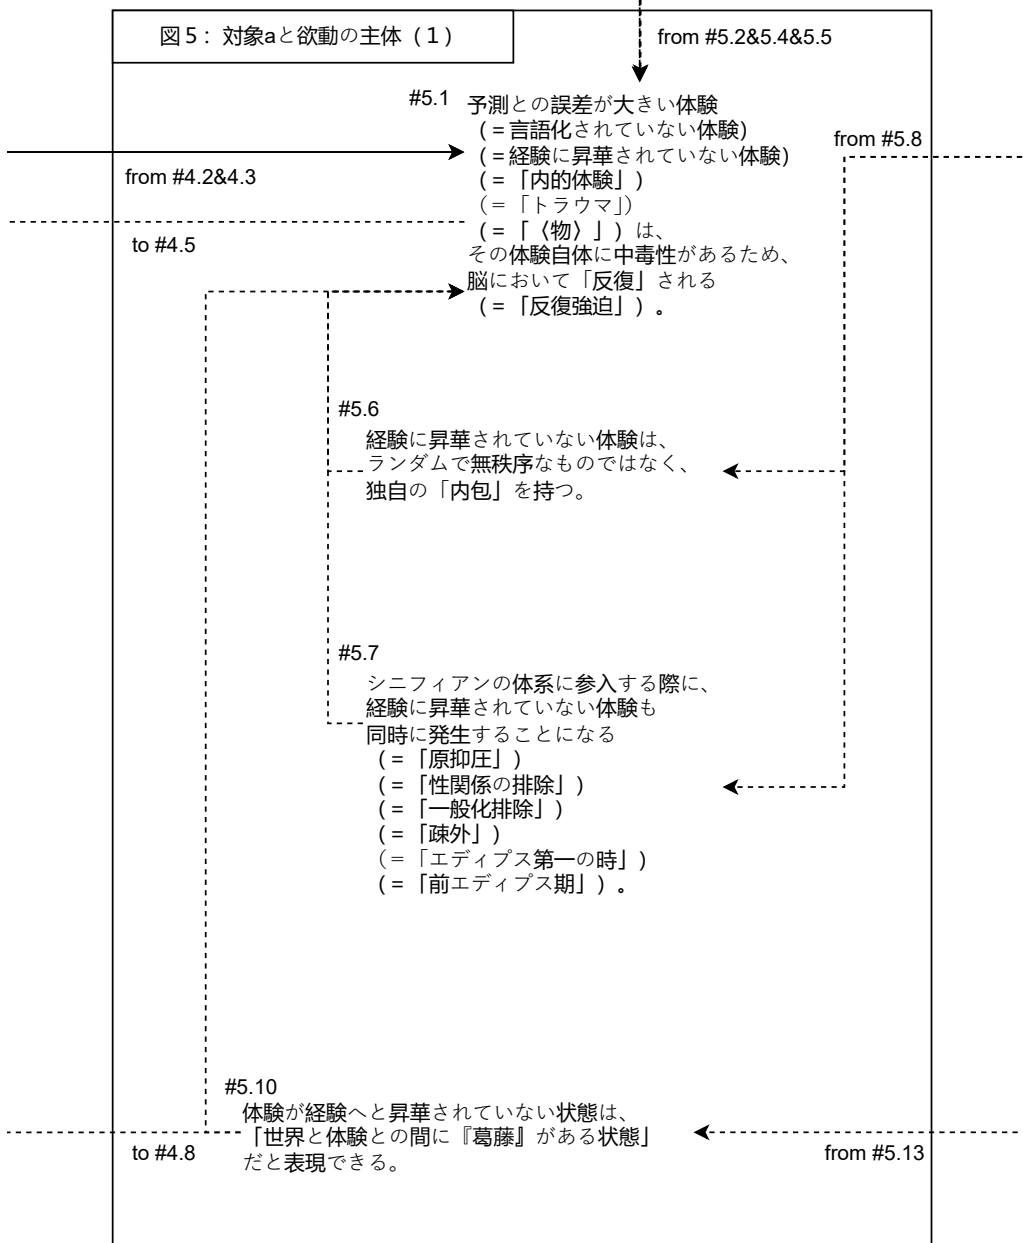 図５：対象aと欲動の主体（１）
from #5.2&5.4&5.5
#5.1
予測との誤差が大きい体験
（＝言語化されていない体験）
（＝経験に昇華されていない体験）
（＝「内的体験」）
（＝「トラウマ」）
（＝「〈物〉」）は、
その体験自体に中毒性があるため、
脳において「反復」される
（＝「反復強迫」）。
from #5.8
from #4.2&4.3
to #4.5
#5.6
経験に昇華されていない体験は、
ランダムで無秩序なものではなく、
独自の「内包」を持つ。
#5.7
シニフィアンの体系に参入する際に、
経験に昇華されていない体験も
同時に発生することになる
（＝「原抑圧」）
（＝「性関係の排除」）
（＝「一般化排除」）
（＝「疎外」）
（＝「エディプス第一の時」）
（＝「前エディプス期」）。
#5.10
体験が経験へと昇華されていない状態は、
「世界と体験との間に『葛藤』がある状態」
だと表現できる。
to #4.8
from #5.13